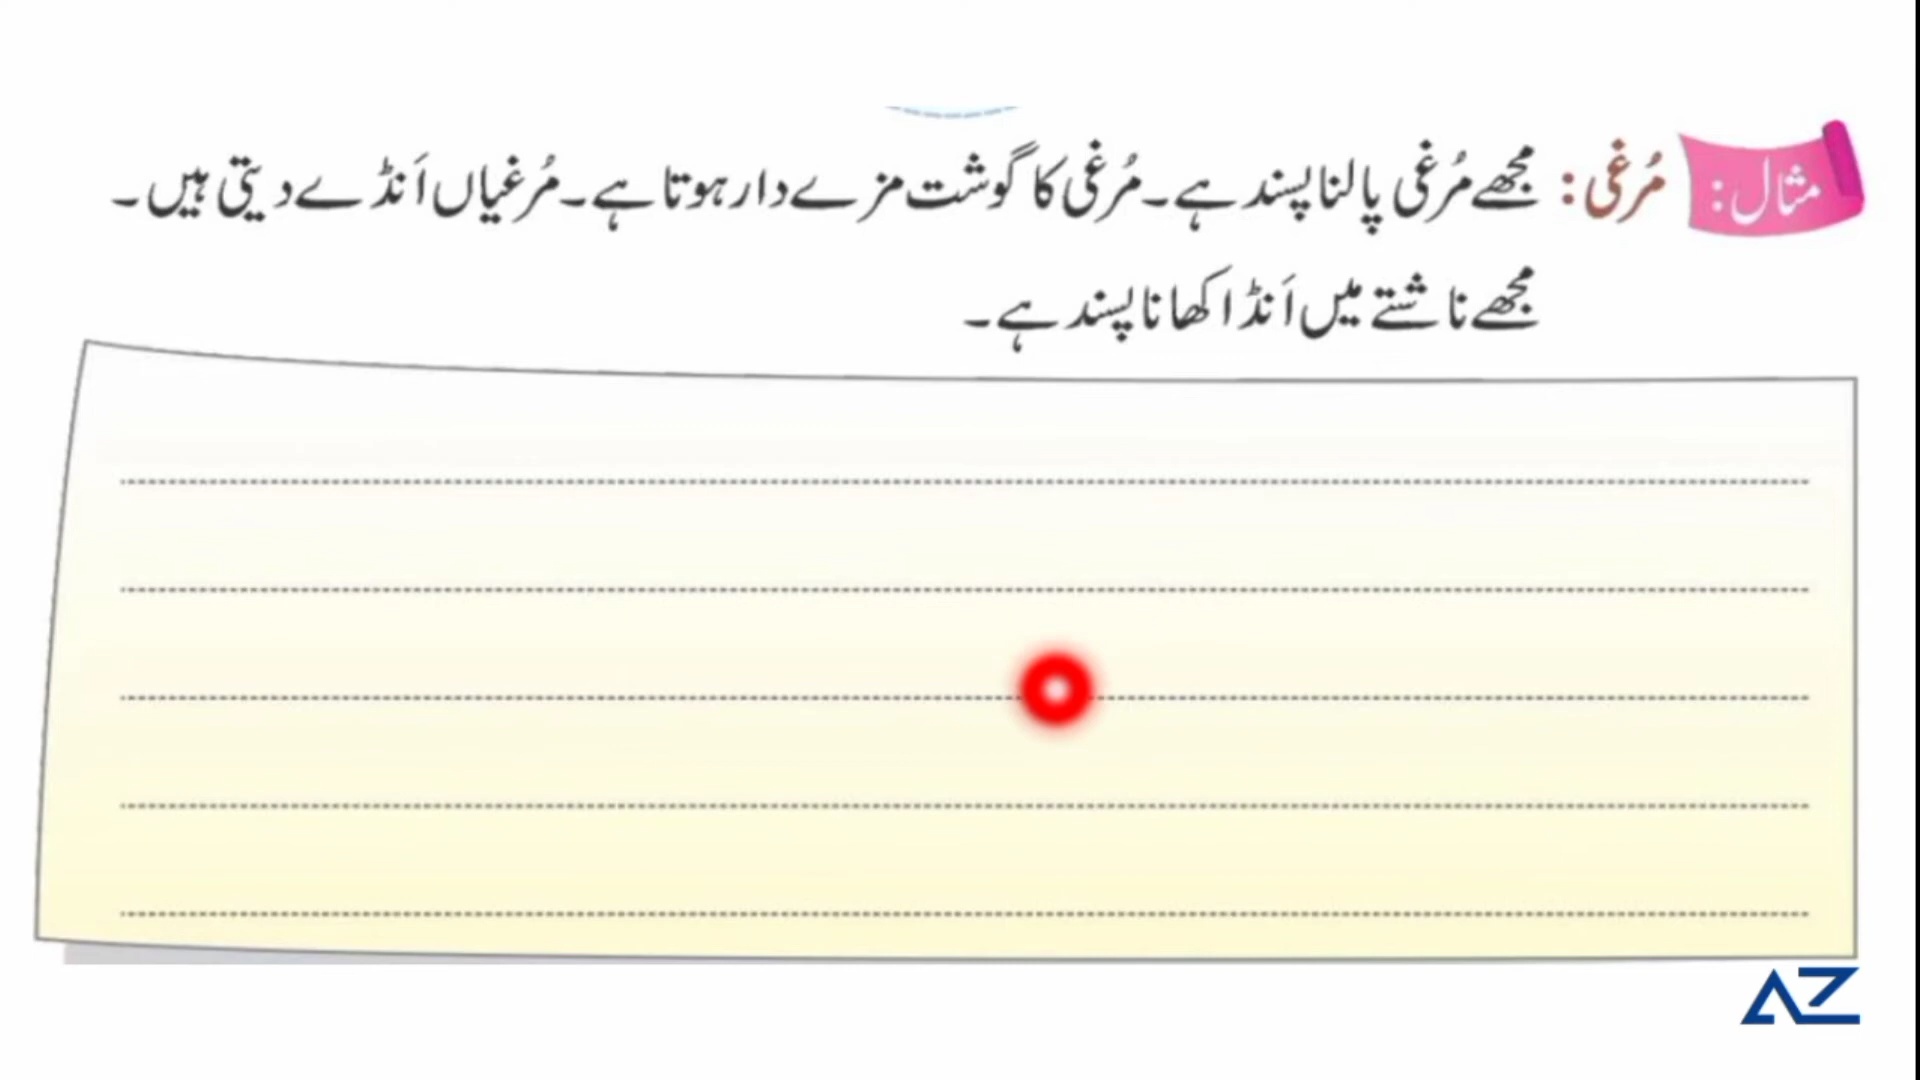 مثال: مُرغی: مجھے مُرغی پالنا پسند ہے۔ مُرغی کا گوشت مزے دار ہوتا ہے۔ مُرغیاں اَنڈے دیتی ہیں۔
مجھے ناشتے میں اَنڈا کھانا پسند ہے۔
AZ